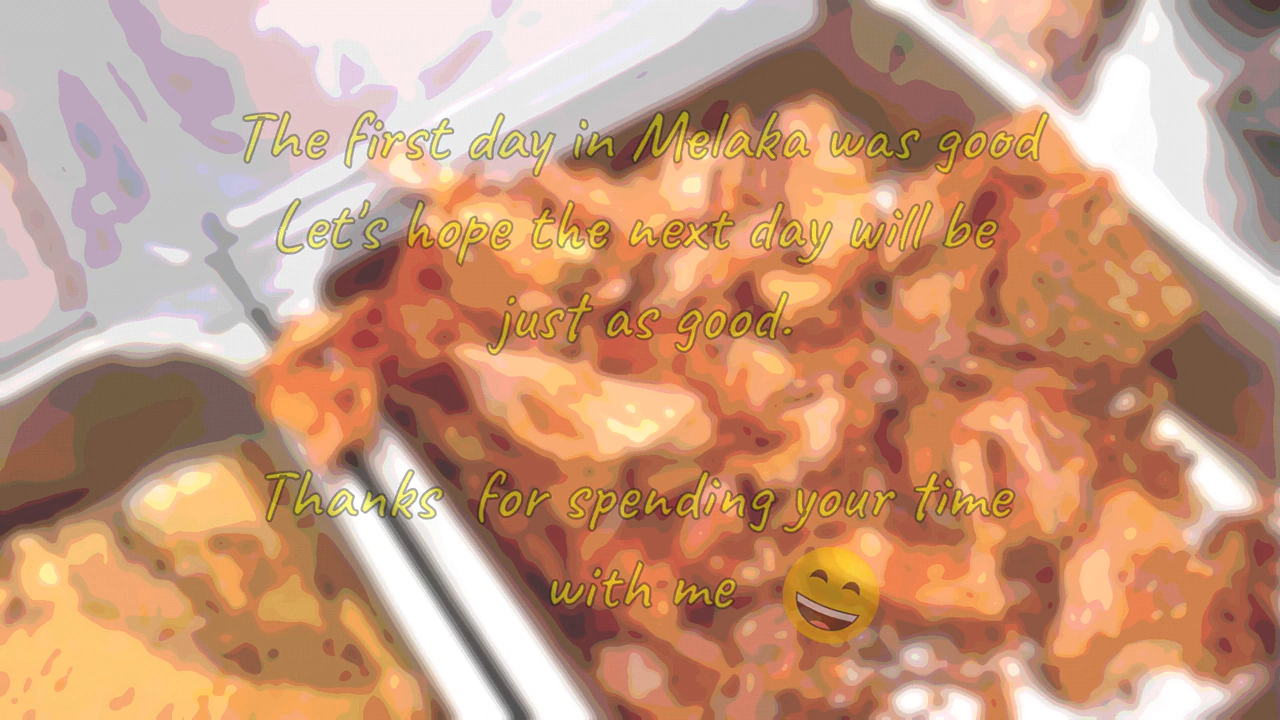 The first day in Melaka was good
Let's hope the next day will be
just as good.
Thanks for spending your time
with me 😄